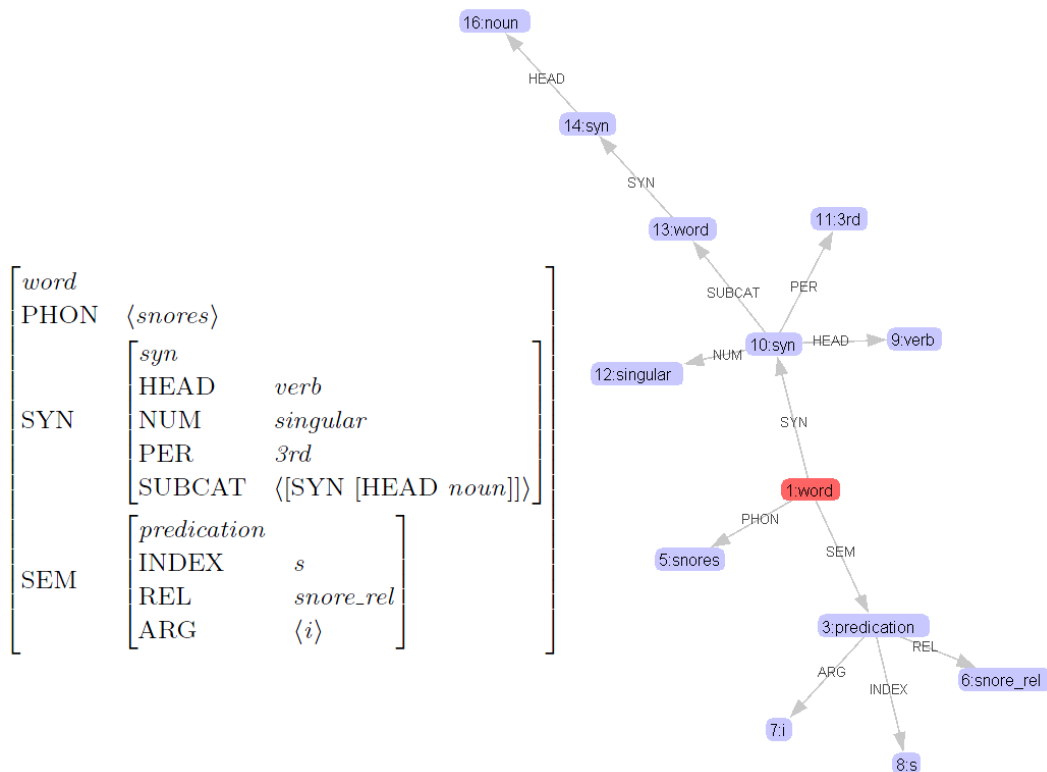 word
PHON ⟨snores⟩
SYN
syn
HEAD verb
NUM singular
PER 3rd
SUBCAT ⟨[SYN [HEAD noun]]⟩
SEM
predication
INDEX s
REL snore_rel
ARG ⟨i⟩
16:noun
HEAD
14:syn
SYN
13:word
11:3rd
SUBCAT
PER
10:syn
HEAD
9:verb
NUM
12:singular
SYN
1:word
PHON
5:snores
SEM
3:predication
REL
ARG
INDEX
6:snore_rel
7:i
8:s